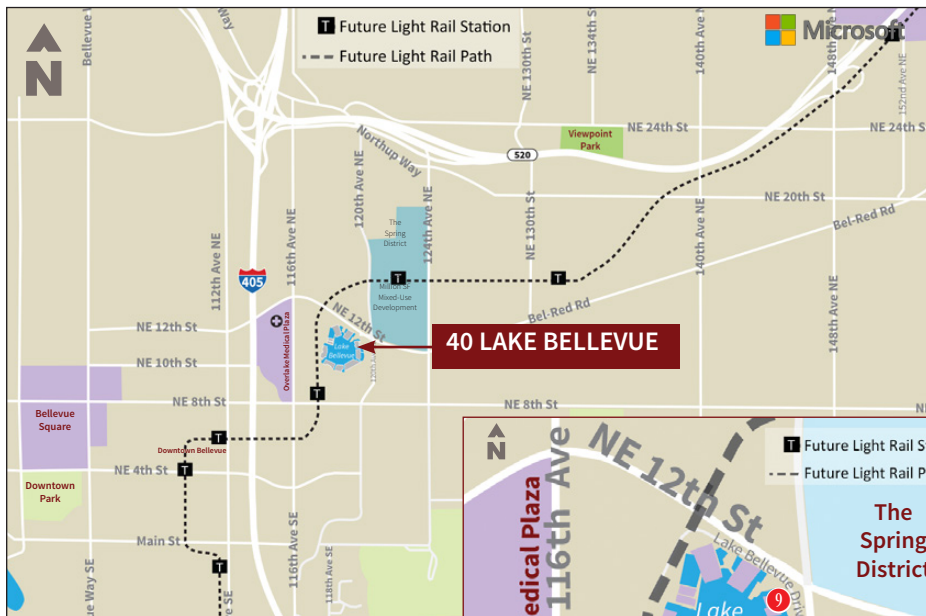 Bellevue W
Way
T Future Light Rail Station
Future Light Rail Path
N
NE 130th St
NE 134th St
140th Ave N
148th Ave N
Microsoft
T
152nd Ave NE
NE 24th St
NE 24th St
Viewpoint
Park
520
Northup Way
NE 20th St
Bel-Red Rd
120th Ave NE
124th Ave NE
The
Spring
District
NE 130th St
140th Ave NE
112th Ave NE
116th Ave NE
405
T
T
Mixed-Use
Development
148th Ave NE
Bel-Red Rd
NE 12th St
NE 12th St
Overlake Medical Plaza
Lake
Bellevue
40 LAKE BELLEVUE
NE 10th St
T
NE 8th St
NE 8th St
NE
Bellevue
Square
T
Downtown Bellevue
T
NE 4th St
Downtown
Park
Main St
T
ue Way SE
e SE
116th Ave SE
118th Ave SE
N
116th Ave
NE 12th St
T Future Light Rail S
Future Light Rail P
edical Plaza
The
Spring
District
Lake Bellevue Driv
9
Lake